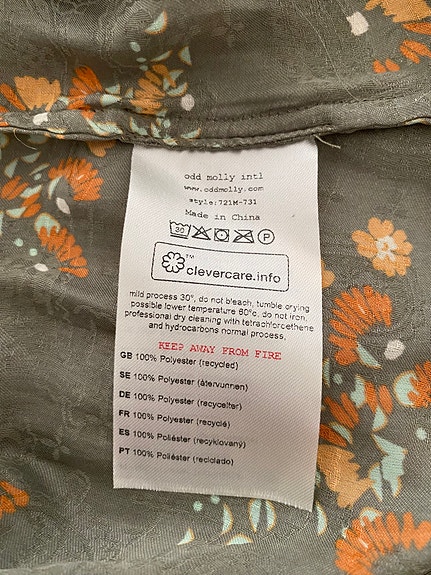 odd molly intl
www.oddmolly.com
style:721M-731
Made in China
30 P
clevercare.info™
mild process 30°, do not bleach, tumble drying
possible lower temperature 60°c, do not iron,
professional dry cleaning with tetrachloroethene
and hydrocarbons normal process,
KEEP AWAY FROM FIRE
GB 100% Polyester (recycled)
SE 100% Polyester (återvunnen)
DE 100% Polyester (recycelter)
FR 100% Polyester (recyclé)
ES 100% Poliéster (recyklovaný)
PT 100% Poliéster (reciclado)